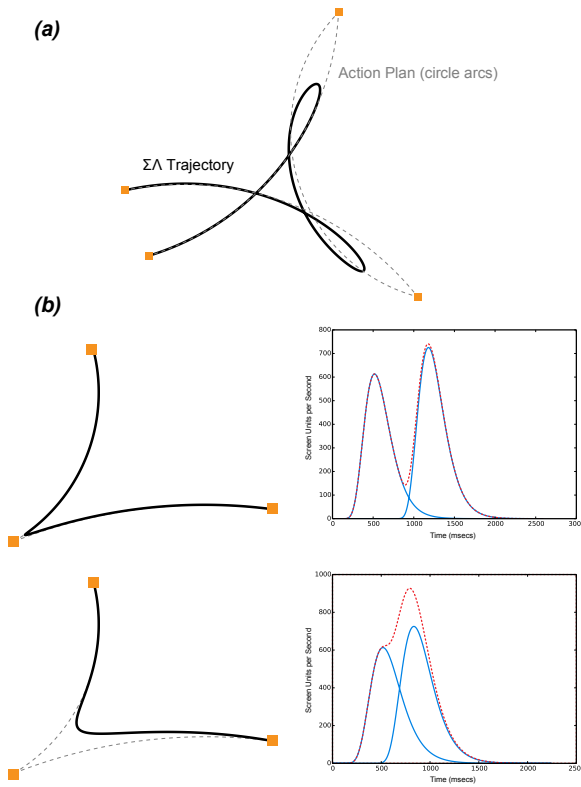 (a)
Action Plan (circle arcs)
ΣΛ Trajectory
(b)
800
700
600
500
400
300
200
100
0
Screen Units per Second
0 500 1000 1500 2000 2500 300
Time (msecs)
1000
800
600
400
200
0
Screen Units per Second
0 500 1000 1500 2000 250
Time (msecs)